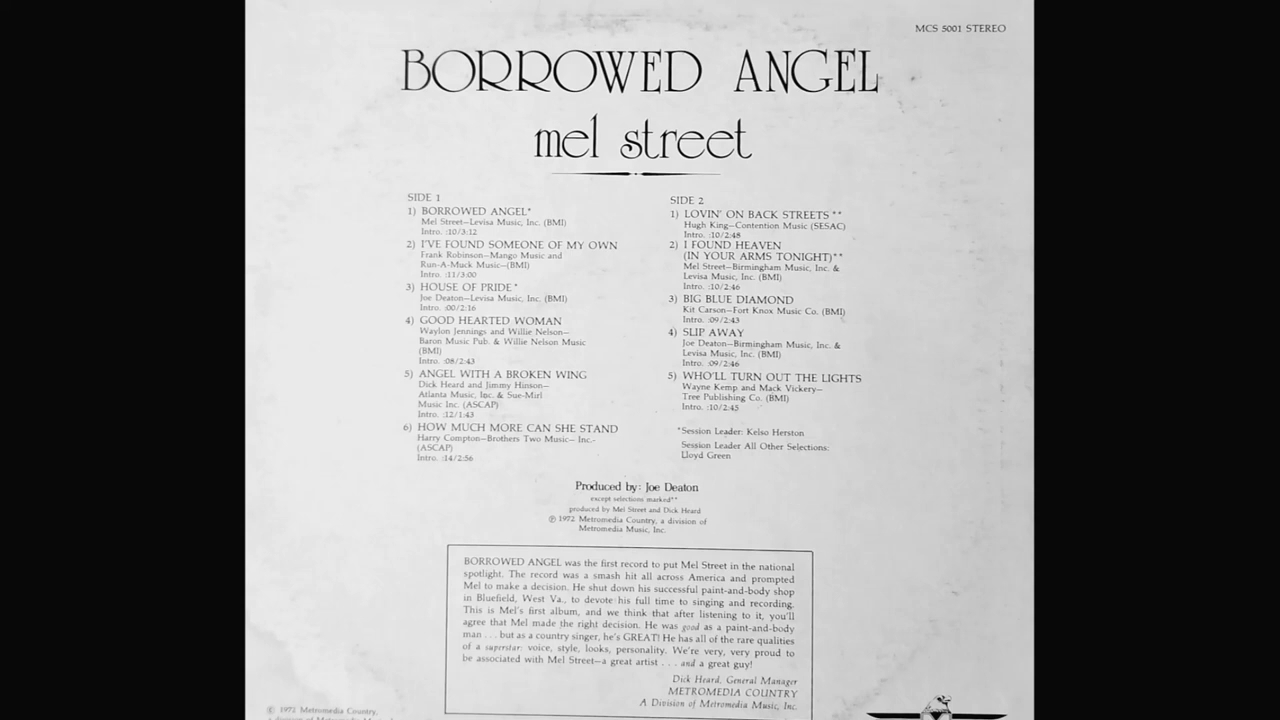 MCS 5001 STEREO
BORROWED ANGEL
mel street
SIDE 1
1) BORROWED ANGEL*
Mel Street—Levisa Music, Inc. (BMI)
Intro. :10/3:12
2) I'VE FOUND SOMEONE OF MY OWN
Frank Robinson—Mango Music and
Run-A-Muck Music—(BMI)
Intro. :11/3:00
3) HOUSE OF PRIDE*
Joe Deaton—Levisa Music, Inc. (BMI)
Intro. :00/2:16
4) GOOD HEARTED WOMAN
Waylon Jennings and Willie Nelson—
Baron Music Pub. & Willie Nelson Music
(BMI)
Intro. :08/2:43
5) ANGEL WITH A BROKEN WING
Dick Heard and Jimmy Hinson—
Atlanta Music, Inc. & Sue-Mirl
Music Inc. (ASCAP)
Intro. :12/1:43
6) HOW MUCH MORE CAN SHE STAND
Harry Compton—Brothers Two Music— Inc.-
(ASCAP)
Intro. :14/2:56
SIDE 2
1) LOVIN' ON BACK STREETS **
Hugh King—Contention Music (SESAC)
Intro. :10/2:48
2) I FOUND HEAVEN
(IN YOUR ARMS TONIGHT)**
Mel Street—Birmingham Music, Inc. &
Levisa Music, Inc. (BMI)
Intro. :10/2:46
3) BIG BLUE DIAMOND
Kit Carson—Fort Knox Music Co. (BMI)
Intro. :09/2:43
4) SLIP AWAY
Joe Deaton—Birmingham Music, Inc. &
Levisa Music, Inc. (BMI)
Intro. :09/2:46
5) WHO'LL TURN OUT THE LIGHTS
Wayne Kemp and Mack Vickery—
Tree Publishing Co. (BMI)
Intro. :10/2:45
*Session Leader: Kelso Herston
Session Leader All Other Selections:
Lloyd Green
Produced by: Joe Deaton
except selections marked**
produced by Mel Street and Dick Heard
℗ 1972 Metromedia Country, a division of
Metromedia Music, Inc.
BORROWED ANGEL was the first record to put Mel Street in the national
spotlight. The record was a smash hit all across America and prompted
Mel to make a decision. He shut down his successful paint-and-body shop
in Bluefield, West Va., to devote his full time to singing and recording.
This is Mel's first album, and we think that after listening to it, you'll
agree that Mel made the right decision. He was good as a paint-and-body
man . . . but as a country singer, he's GREAT! He has all of the rare qualities
of a superstar: voice, style, looks, personality. We're very, very proud to
be associated with Mel Street—a great artist . . . and a great guy!
Dick Heard, General Manager
METROMEDIA COUNTRY
A Division of Metromedia Music, Inc.
© 1972 Metromedia Country,